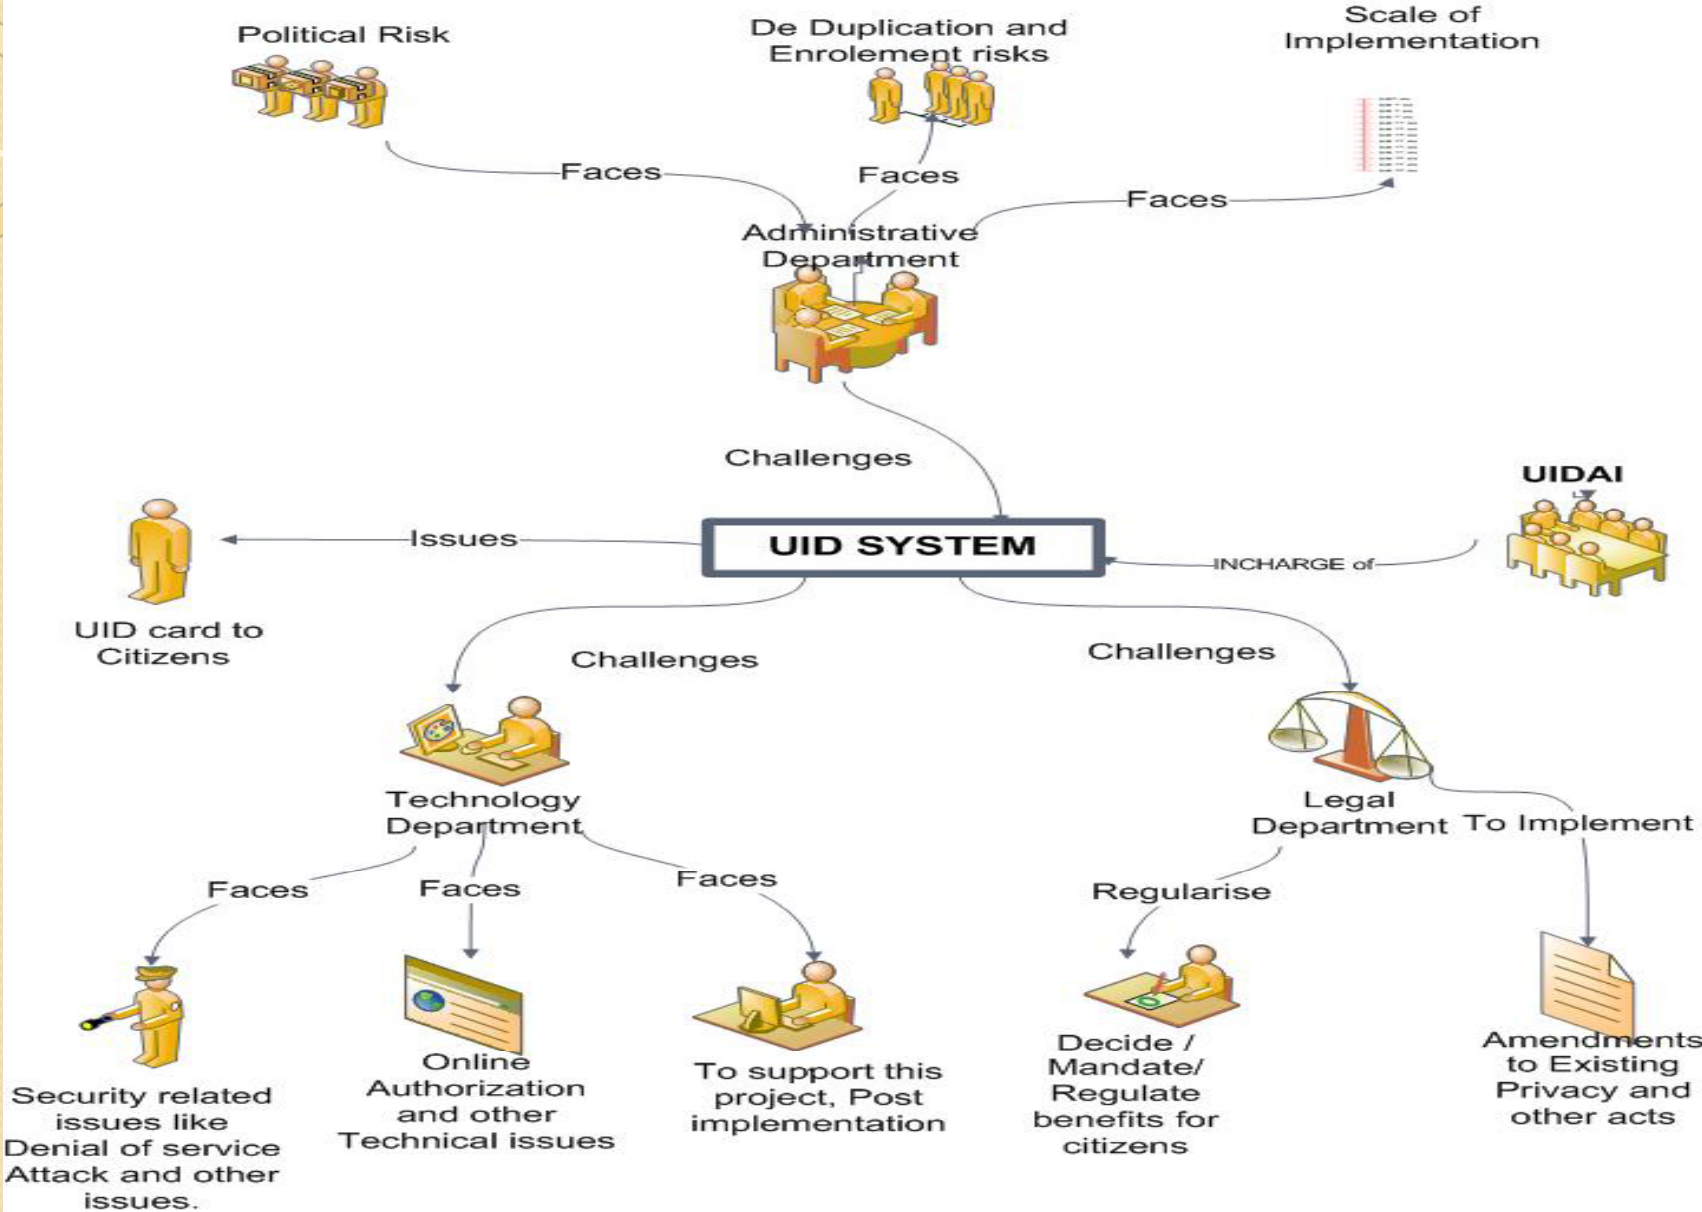 Political Risk
De Duplication and
Enrolement risks
Scale of
Implementation
Faces
Faces
Faces
Administrative
Department
Challenges
UIDAI
Issues
UID SYSTEM
INCHARGE of
UID card to
Citizens
Challenges
Challenges
Technology
Department
Legal
Department
To Implement
Faces
Faces
Faces
Regularise
Security related
issues like
Denial of service
Attack and other
issues.
Online
Authorization
and other
Technical issues
To support this
project, Post
implementation
Decide /
Mandate/
Regulate
benefits for
citizens
Amendments
to Existing
Privacy and
other acts